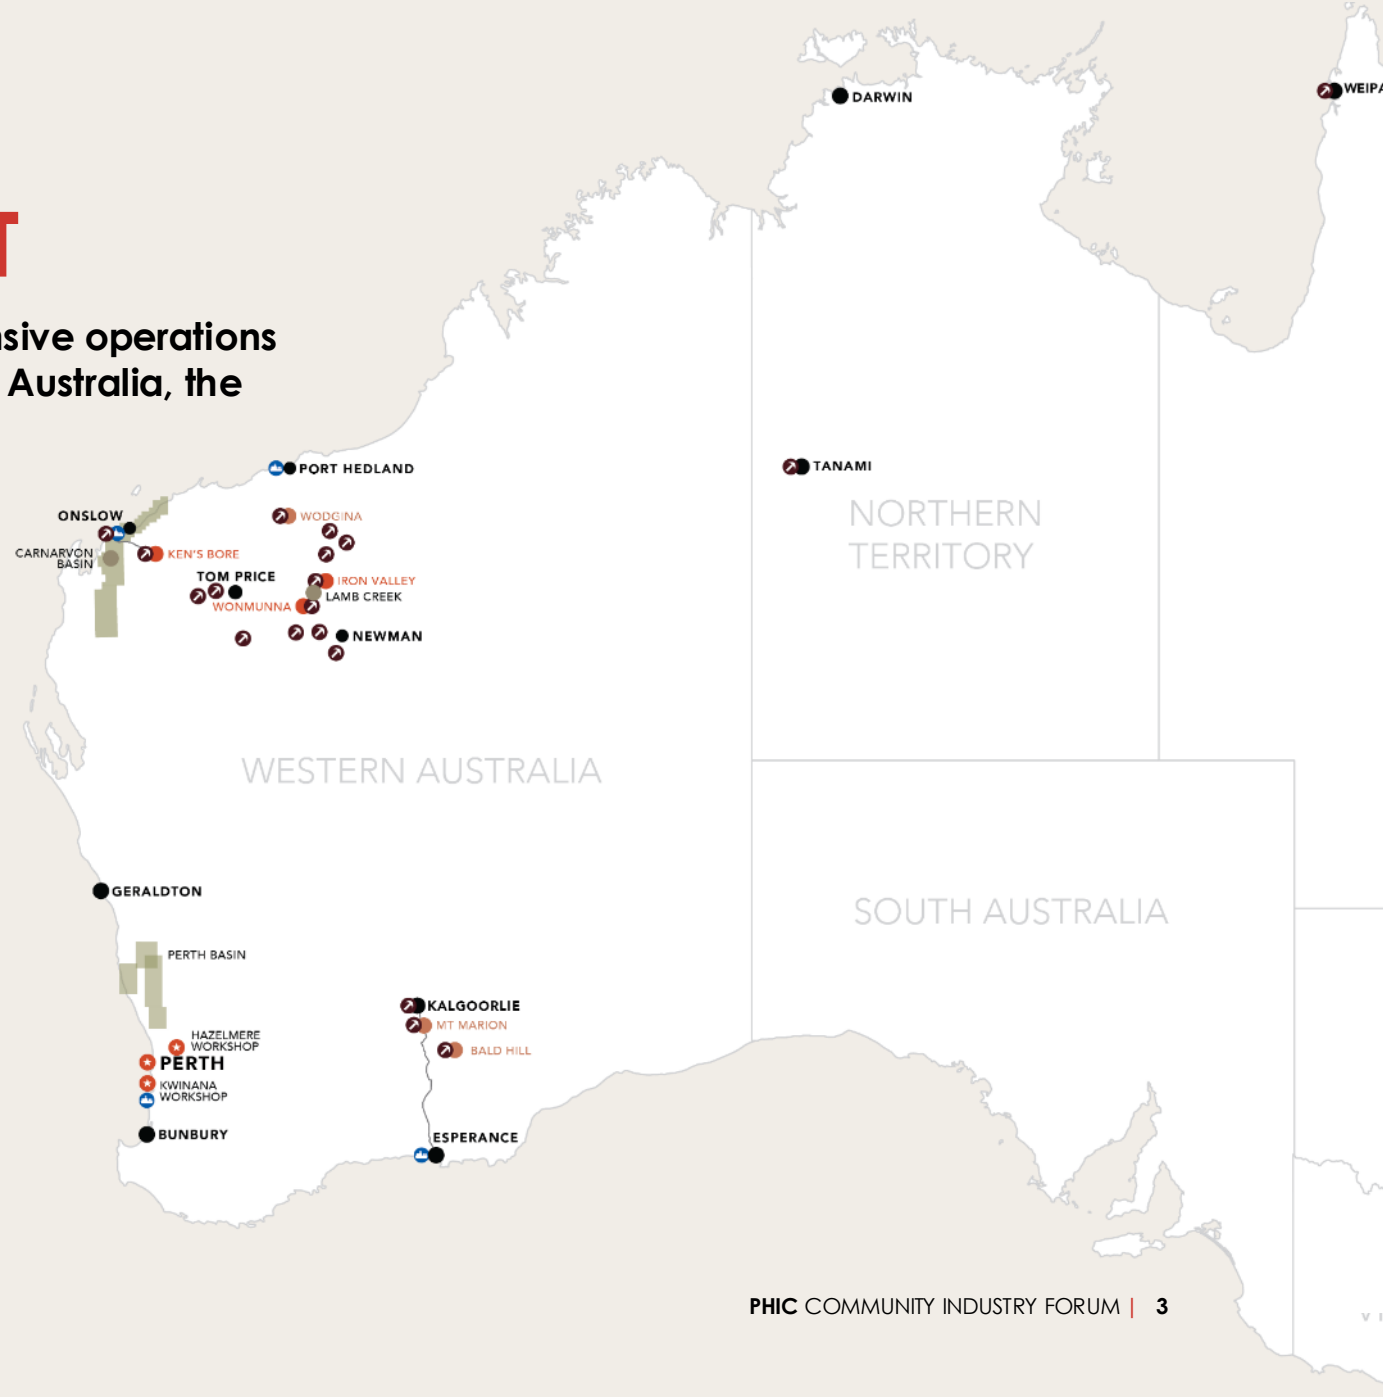 DARWIN
WEIPA
T
nsive operations
Australia, the
PORT HEDLAND
TANAMI
NORTHERN
TERRITORY
ONSLOW
WODGINA
CARNARVON
BASIN
KEN'S BORE
TOM PRICE
IRON VALLEY
LAMB CREEK
WONMUNNA
NEWMAN
WESTERN AUSTRALIA
GERALDTON
SOUTH AUSTRALIA
PERTH BASIN
KALGOORLIE
MT MARION
BALD HILL
HAZELMERE
WORKSHOP
PERTH
KWINANA
WORKSHOP
BUNBURY
ESPERANCE
PHIC COMMUNITY INDUSTRY FORUM | 3
V I